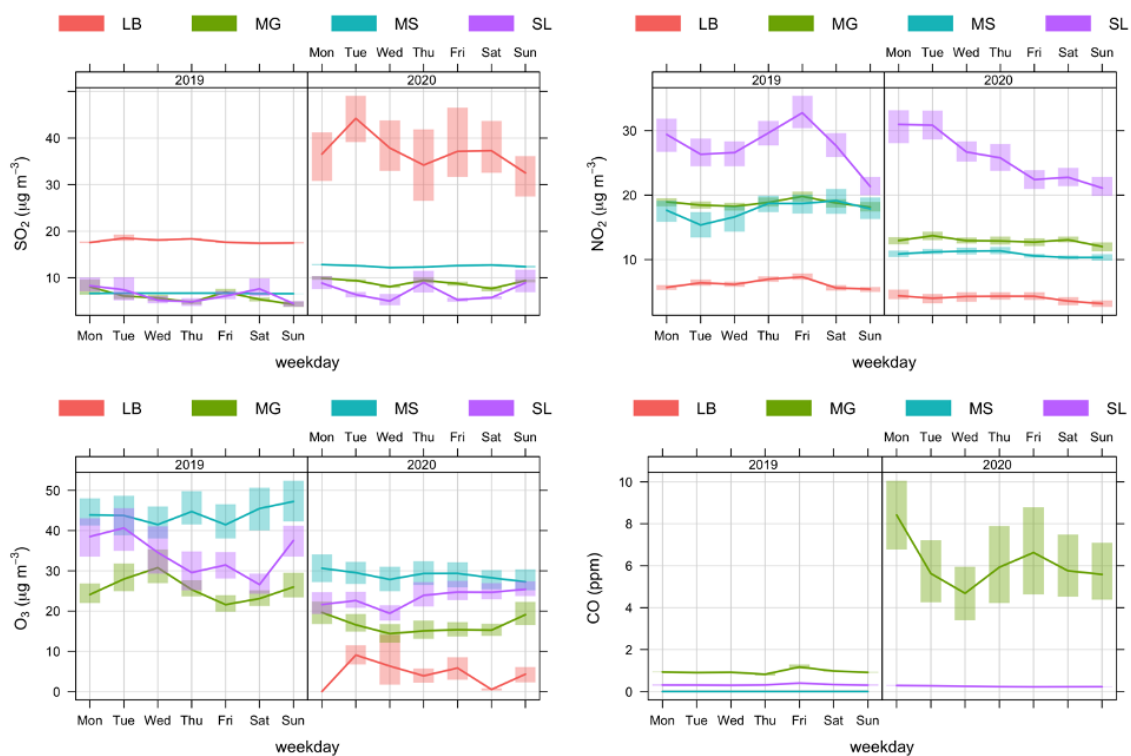 LB MG MS SL
Mon Tue Wed Thu Fri Sat Sun
2019 2020
SO₂ (µg m⁻³)
40
30
20
10
Mon Tue Wed Thu Fri Sat Sun
weekday
LB MG MS SL
Mon Tue Wed Thu Fri Sat Sun
2019 2020
NO₂ (µg m⁻³)
30
20
10
Mon Tue Wed Thu Fri Sat Sun
weekday
LB MG MS SL
Mon Tue Wed Thu Fri Sat Sun
2019 2020
O₃ (µg m⁻³)
50
40
30
20
10
0
Mon Tue Wed Thu Fri Sat Sun
weekday
LB MG MS SL
Mon Tue Wed Thu Fri Sat Sun
2019 2020
CO (ppm)
10
8
6
4
2
0
Mon Tue Wed Thu Fri Sat Sun
weekday